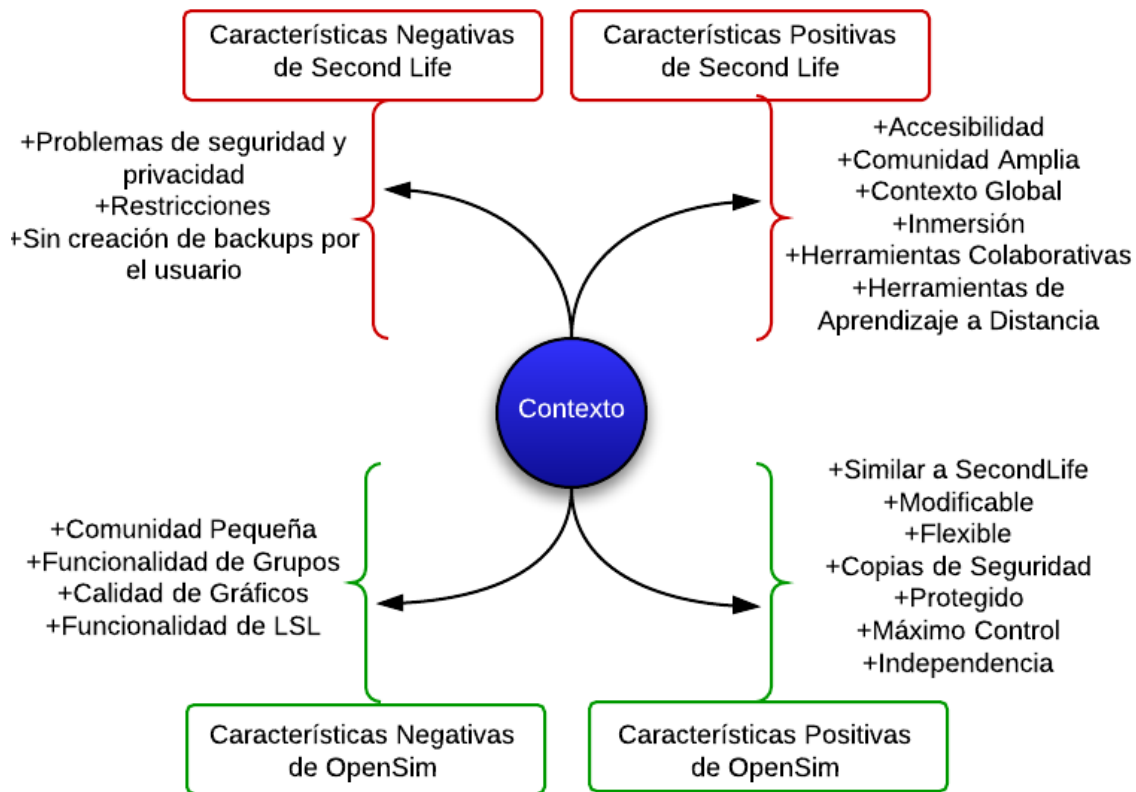 Características Negativas
de Second Life
Características Positivas
de Second Life
+Problemas de seguridad y
privacidad
+Restricciones
+Sin creación de backups por
el usuario
+Accesibilidad
+Comunidad Amplia
+Contexto Global
+Inmersión
+Herramientas Colaborativas
+Herramientas de
Aprendizaje a Distancia
Contexto
+Comunidad Pequeña
+Funcionalidad de Grupos
+Calidad de Gráficos
+Funcionalidad de LSL
+Similar a SecondLife
+Modificable
+Flexible
+Copias de Seguridad
+Protegido
+Máximo Control
+Independencia
Característícas Negativas
de OpenSim
Característícas Positivas
de OpenSim